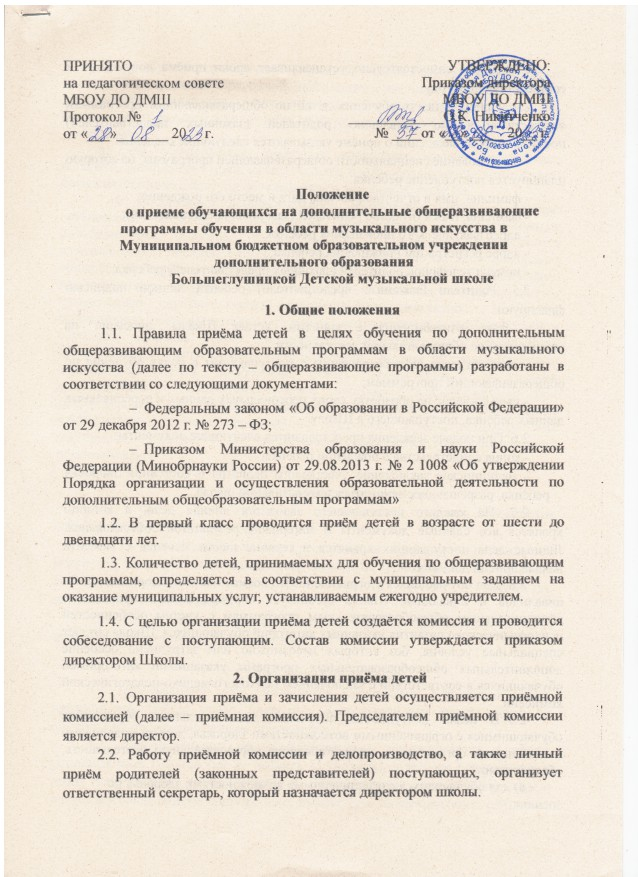 ПРИНЯТО
на педагогическом совете
МБОУ ДО ДМШ
Протокол № 1
от «28» 08 2023 г.
УТВЕРЖДЕНО:
Приказом директора
МБОУ ДО ДМШ
О.К. Никитченко
№ 37 от
Положение
о приеме обучающихся на дополнительные общеразвивающие
программы обучения в области музыкального искусства в
Муниципальном бюджетном образовательном учреждении
дополнительного образования
Большеглушицкой Детской музыкальной школе
1. Общие положения
1.1. Правила приёма детей в целях обучения по дополнительным
общеразвивающим образовательным программам в области музыкального
искусства (далее по тексту – общеразвивающие программы) разработаны в
соответствии со следующими документами:
– Федеральным законом «Об образовании в Российской Федерации»
от 29 декабря 2012 г. № 273 – ФЗ;
– Приказом Министерства образования и науки Российской
Федерации (Минобрнауки России) от 29.08.2013 г. № 2 1008 «Об утверждении
Порядка организации и осуществления образовательной деятельности по
дополнительным общеобразовательным программам»
1.2. В первый класс проводится приём детей в возрасте от шести до
двенадцати лет.
1.3. Количество детей, принимаемых для обучения по общеразвивающим
программам, определяется в соответствии с муниципальным заданием на
оказание муниципальных услуг, устанавливаемым ежегодно учредителем.
1.4. С целью организации приёма детей создаётся комиссия и проводится
собеседование с поступающим. Состав комиссии утверждается приказом
директором Школы.
2. Организация приёма детей
2.1. Организация приёма и зачисления детей осуществляется приёмной
комиссией (далее – приёмная комиссия). Председателем приёмной комиссии
является директор.
2.2. Работу приёмной комиссии и делопроизводство, а также личный
приём родителей (законных представителей) поступающих, организует
ответственный секретарь, который назначается директором школы.